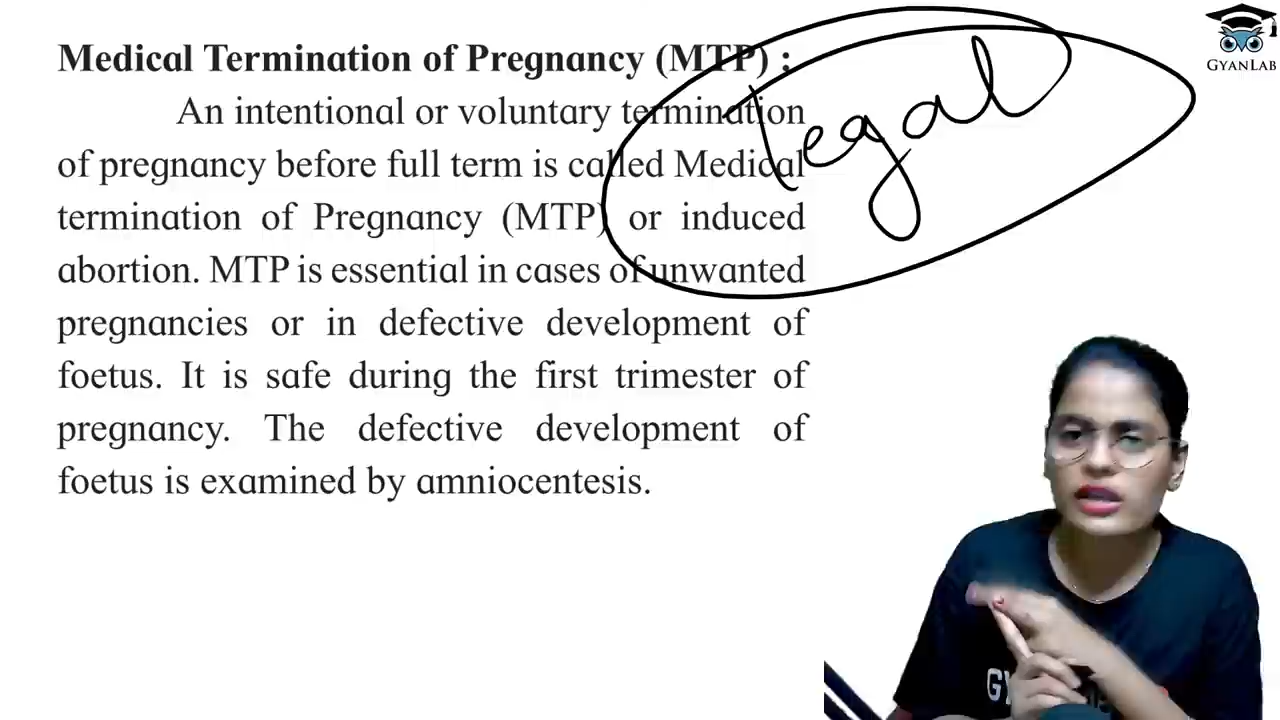 Medical Termination of Pregnancy (MTP) :
An intentional or voluntary termination
of pregnancy before full term is called Medical
termination of Pregnancy (MTP) or induced
abortion. MTP is essential in cases of unwanted
pregnancies or in defective development of
foetus. It is safe during the first trimester of
pregnancy. The defective development of
foetus is examined by amniocentesis.
legal
GYANLAB
GY